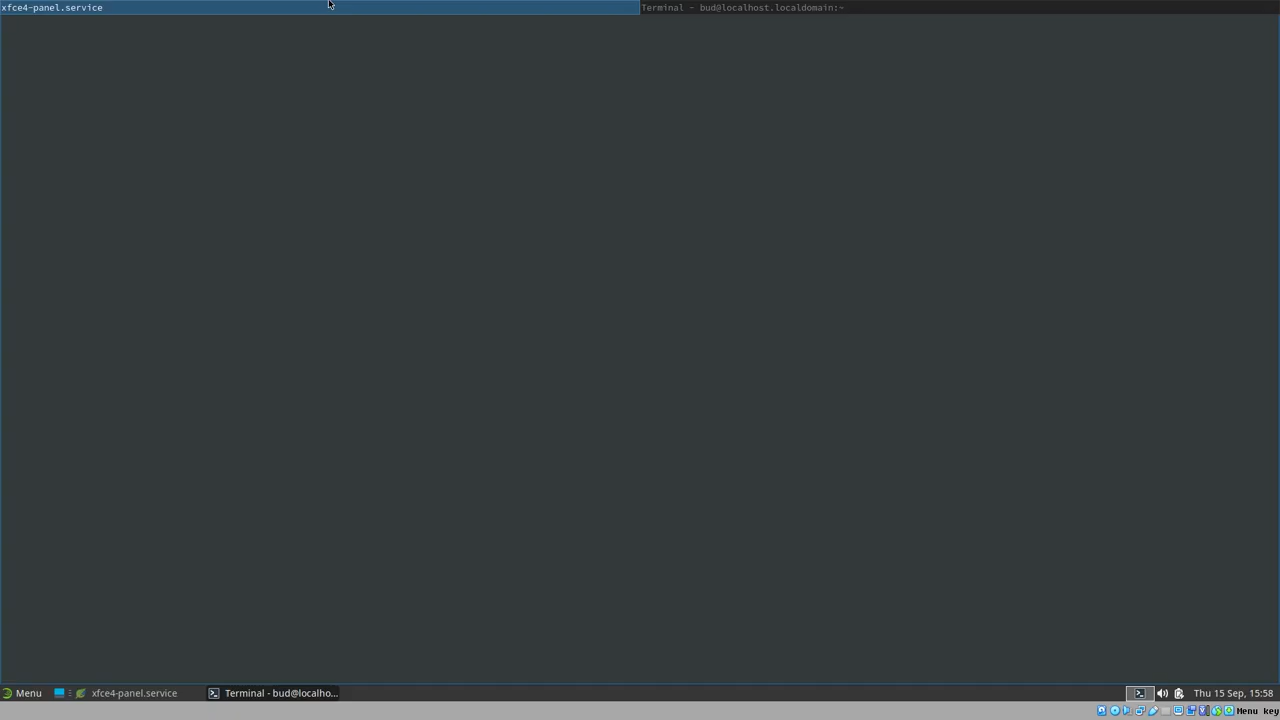 xfce4-panel.service
Terminal - bud@localhost.localdomain:~
Menu
xfce4-panel.service
Terminal - bud@localho...
Thu 15 Sep, 15:58
Menu key